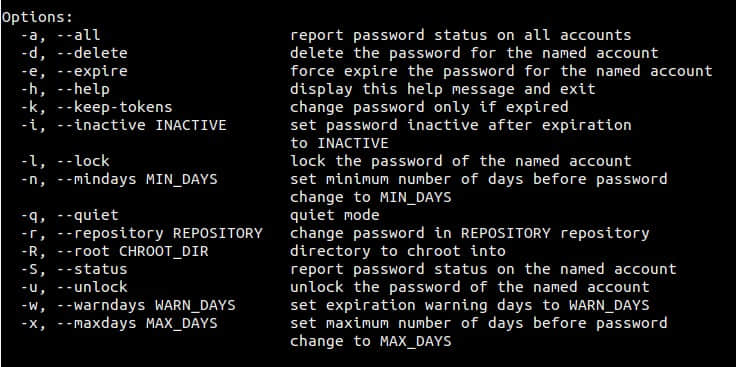 Options:
  -a, --all                     report password status on all accounts
  -d, --delete                  delete the password for the named account
  -e, --expire                  force expire the password for the named account
  -h, --help                    display this help message and exit
  -k, --keep-tokens             change password only if expired
  -i, --inactive INACTIVE       set password inactive after expiration
                                to INACTIVE
  -l, --lock                    lock the password of the named account
  -n, --mindays MIN_DAYS        set minimum number of days before password
                                change to MIN_DAYS
  -q, --quiet                   quiet mode
  -r, --repository REPOSITORY   change password in REPOSITORY repository
  -R, --root CHROOT_DIR         directory to chroot into
  -S, --status                  report password status on the named account
  -u, --unlock                  unlock the password of the named account
  -w, --warndays WARN_DAYS      set expiration warning days to WARN_DAYS
  -x, --maxdays MAX_DAYS        set maximum number of days before password
                                change to MAX_DAYS